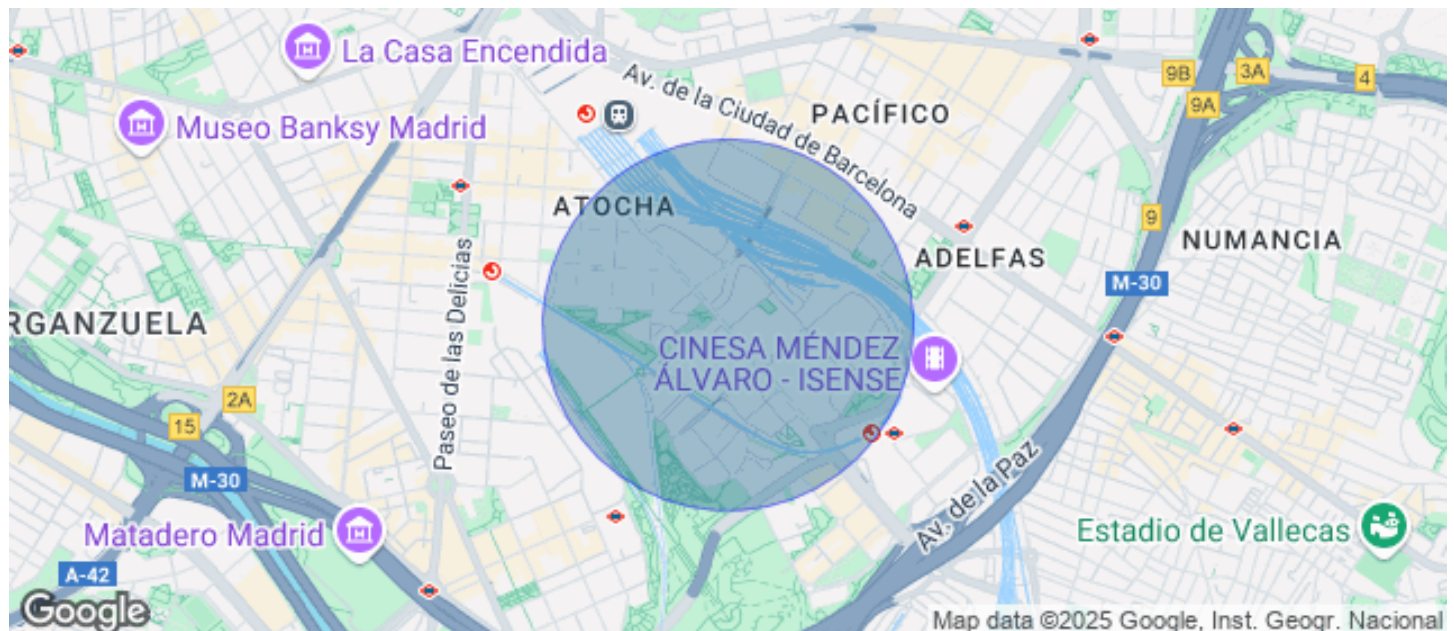 La Casa Encendida
Museo Banksy Madrid
Av. de la Ciudad de Barcelona
PACÍFICO
9B
3A
4
9A
ATOCHA
9
ADELFAS
NUMANCIA
M-30
RGANZUELA
Paseo de las Delicias
CINESA MÉNDEZ
ÁLVARO - ISENSE
2A
15
M-30
Matadero Madrid
Av. de la Paz
Estadio de Vallecas
A-42
Google
Map data ©2025 Google, Inst. Geogr. Nacional